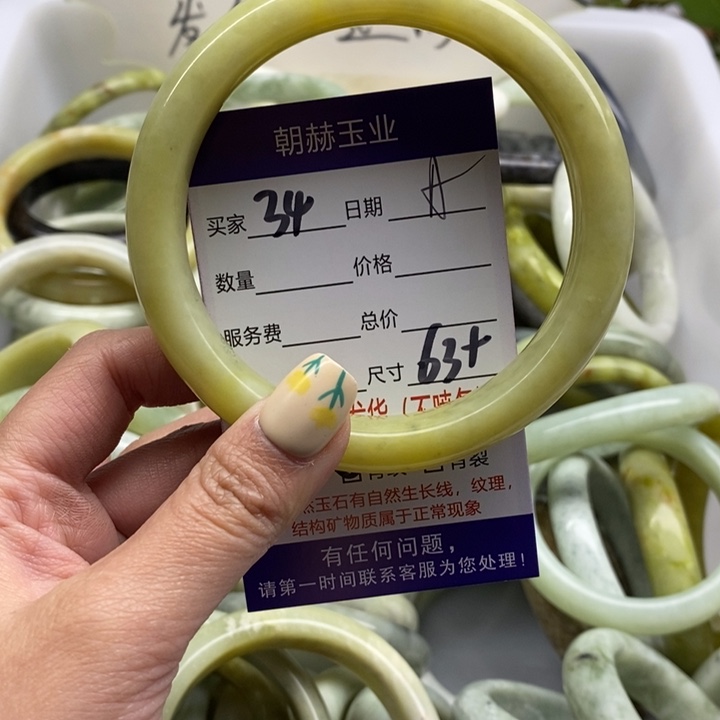 朝赫玉业
买家 34 日期 A
数量 价格
服务费 总价
尺寸 63+
玉石有自然生长线，纹理，
结构矿物质属于正常现象
有任何问题，
请第一时间联系客服为您处理！